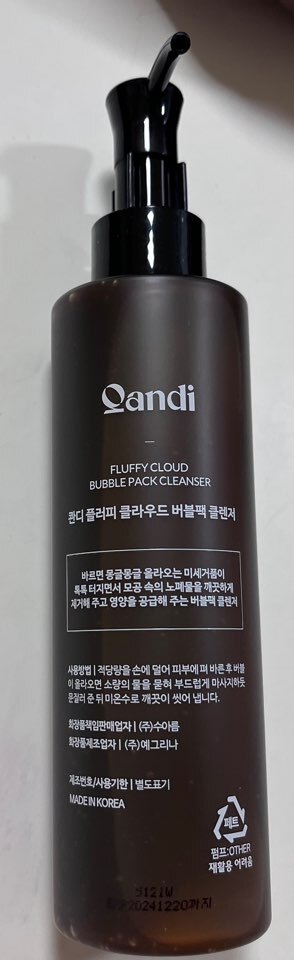 Qandi
FLUFFY CLOUD
BUBBLE PACK CLEANSER
콴디 플러피 클라우드 버블팩 클렌저
바르면 몽글몽글 올라오는 미세거품이
톡톡 터지면서 모공 속의 노폐물을 깨끗하게
제거해 주고 영양을 공급해 주는 버블팩 클렌저
사용방법 | 적당량을 손에 덜어 피부에 펴 바른 후 버블
이 올라오면 소량의 물을 묻혀 부드럽게 마사지하듯
문질러 준 뒤 미온수로 깨끗이 씻어 냅니다.
화장품책임판매업자 | (주)수아름
화장품제조업자 | (주)예그리나
제조번호/사용기한 | 별도표기
MADE IN KOREA
페트
펌프:OTHER
재활용 어려움
20241220까지